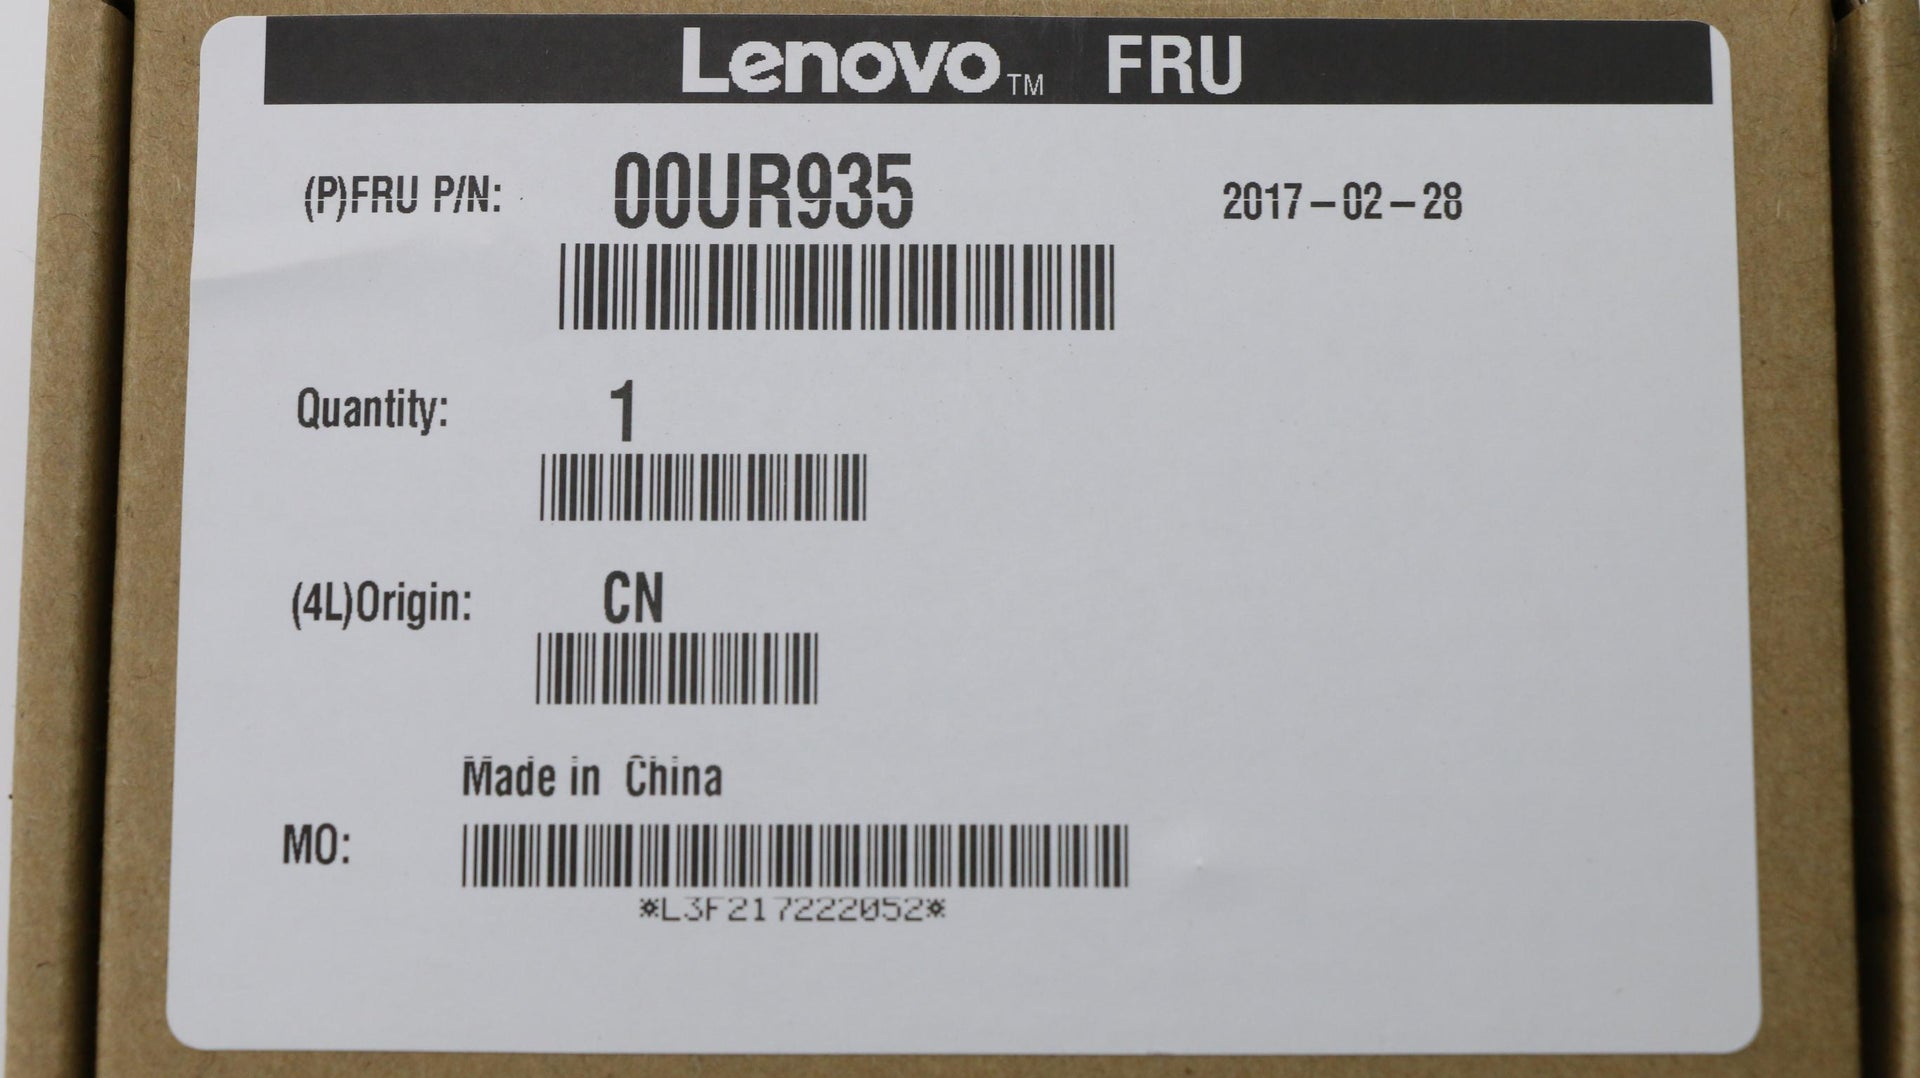 Lenovo™ FRU
(P)FRU P/N: 00UR935 2017-02-28
Quantity: 1
(4L)Origin: CN
Made in China
MO:
*L3F217222052*